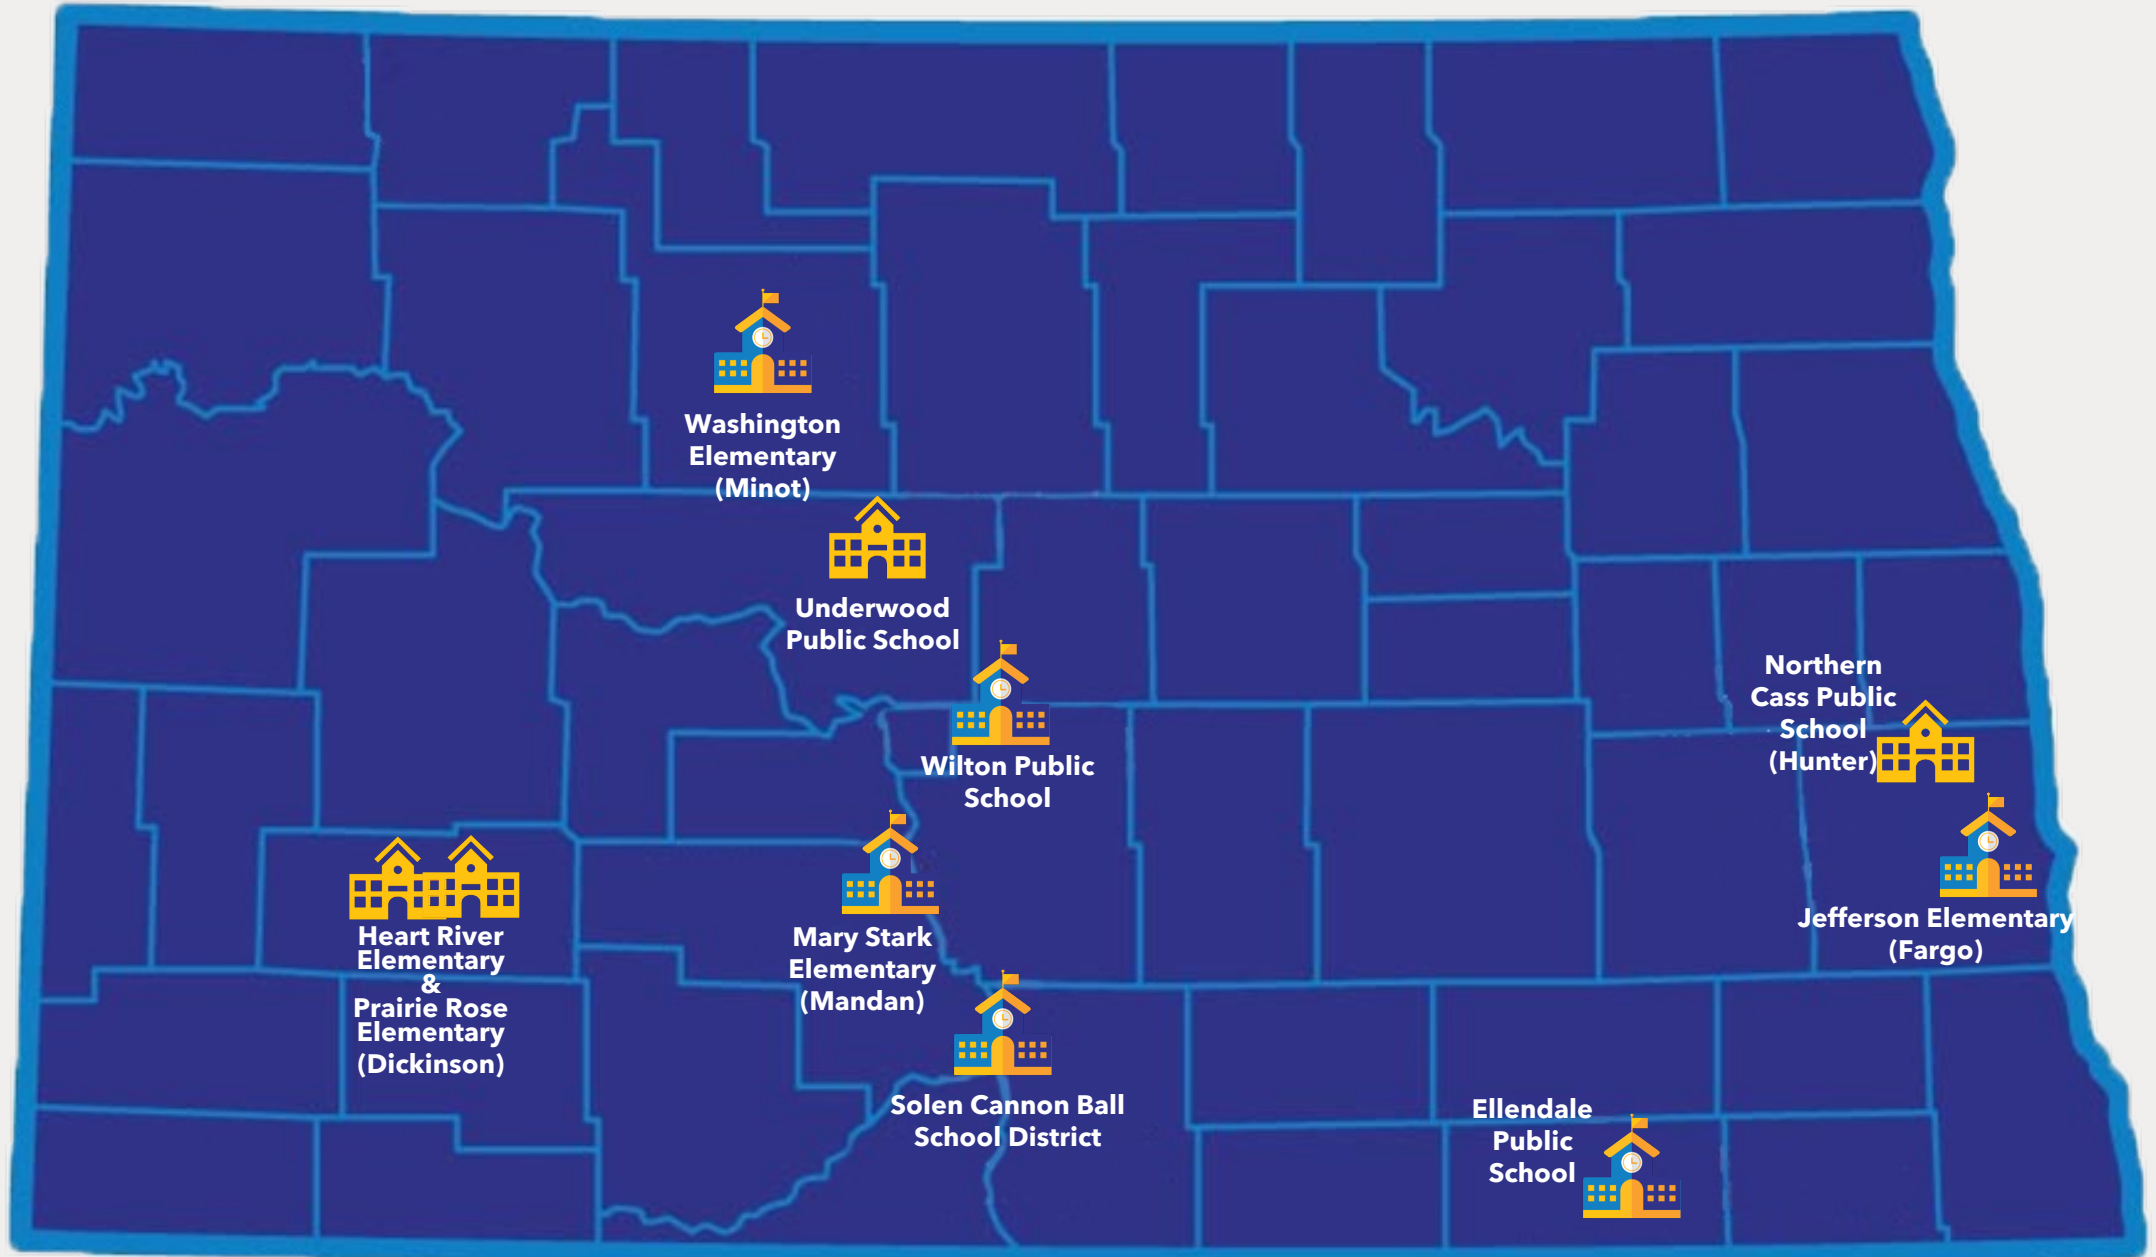 Washington
Elementary
(Minot)
Underwood
Public School
Northern
Cass Public
School
(Hunter)
Wilton Public
School
Jefferson Elementary
(Fargo)
Heart River
Elementary
&
Prairie Rose
Elementary
(Dickinson)
Mary Stark
Elementary
(Mandan)
Solen Cannon Ball
School District
Ellendale
Public
School